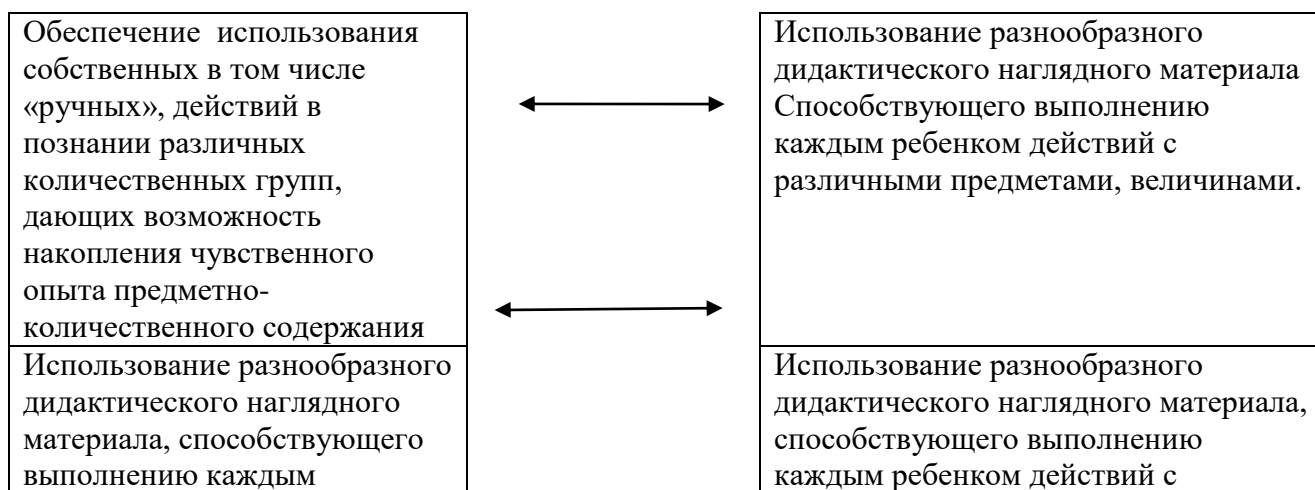 Обеспечение использования
собственных в том числе
«ручных», действий в
познании различных
количественных групп,
дающих возможность
накопления чувственного
опыта предметно-
количественного содержания
Использование разнообразного
дидактического наглядного материала
Способствующего выполнению
каждым ребенком действий с
различными предметами, величинами.
Использование разнообразного
дидактического наглядного
материала, способствующего
выполнению каждым
Использование разнообразного
дидактического наглядного материала,
способствующего выполнению
каждым ребенком действий с